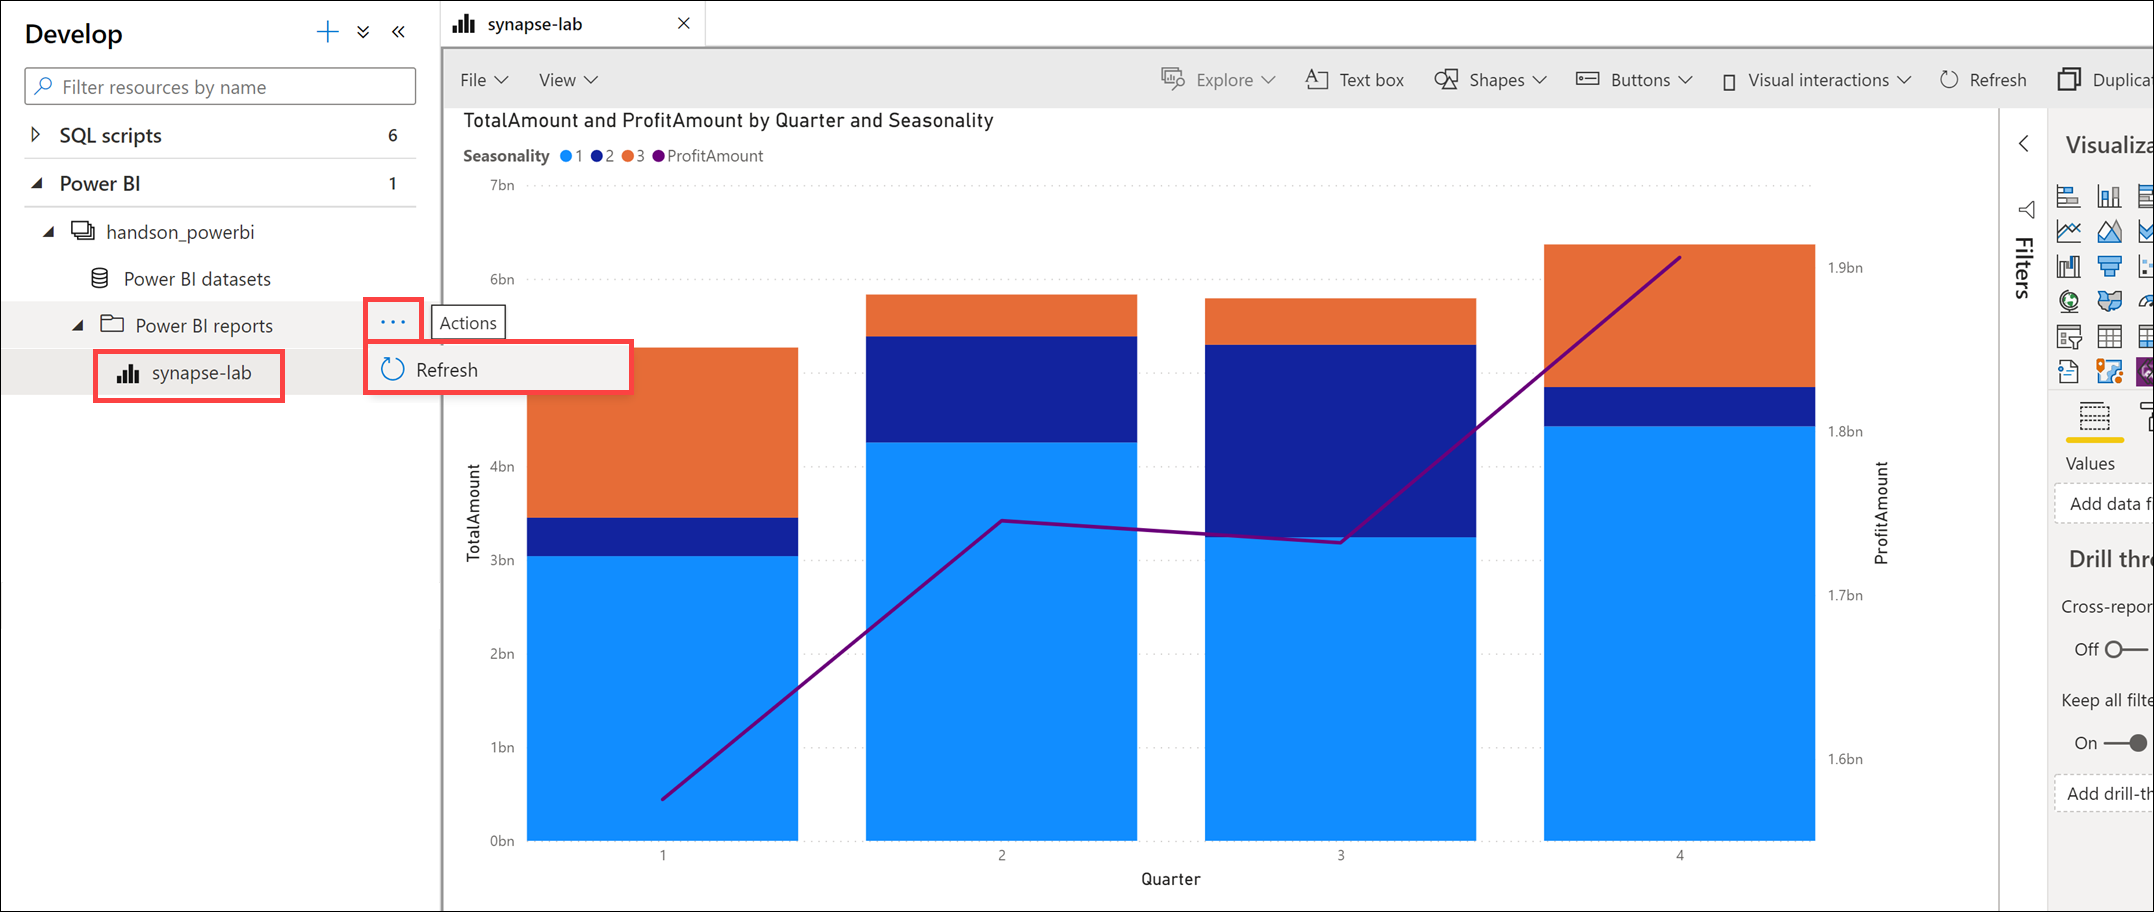 Develop
Filter resources by name
SQL scripts 6
Power BI 1
handson_powerbi
Power BI datasets
Power BI reports
... Actions
Refresh
synapse-lab
synapse-lab
File View Explore Text box Shapes Buttons Visual interactions Refresh Duplicat
TotalAmount and ProfitAmount by Quarter and Seasonality
Seasonality 1 2 3 ProfitAmount
7bn
6bn
4bn
3bn
2bn
1bn
0bn
TotalAmount
1 2 3 4
Quarter
1.9bn
1.8bn
1.7bn
1.6bn
ProfitAmount
Filters
Visualiza
Values
Add data f
Drill thr
Cross-repor
Off
Keep all filte
On
Add drill-th